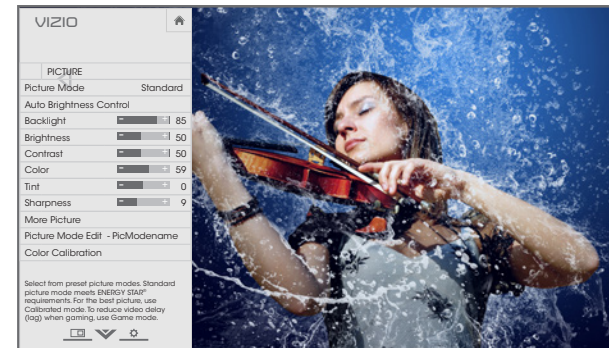 VIZIO
PICTURE
Picture Mode Standard
Auto Brightness Control
Backlight 85
Brightness 50
Contrast 50
Color 59
Tint 0
Sharpness 9
More Picture
Picture Mode Edit - PicModename
Color Calibration
Select from preset picture modes. Standard
picture mode meets ENERGY STAR®
requirements. For the best picture, use
Calibrated mode. To reduce video delay
(lag) when gaming, use Game mode.